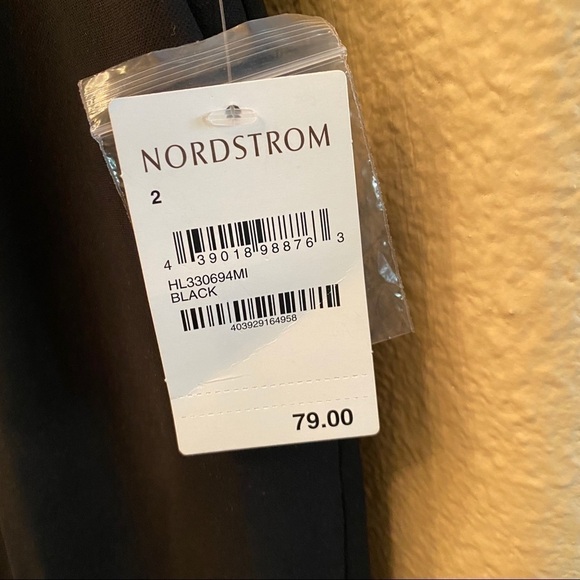 NORDSTROM
2
4 39018 98876 3
HL330694MI
BLACK
403929164958
79.00